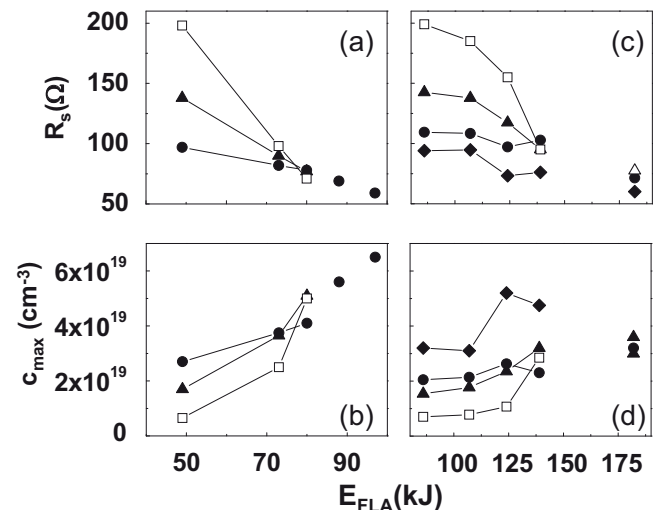 200
150
100
50
R_s(Ω)
(a)
(c)
6x10^19
4x10^19
2x10^19
0
c_max (cm^-3)
(b)
(d)
50 70 90 100 125 150 175
E_FLA(kJ)